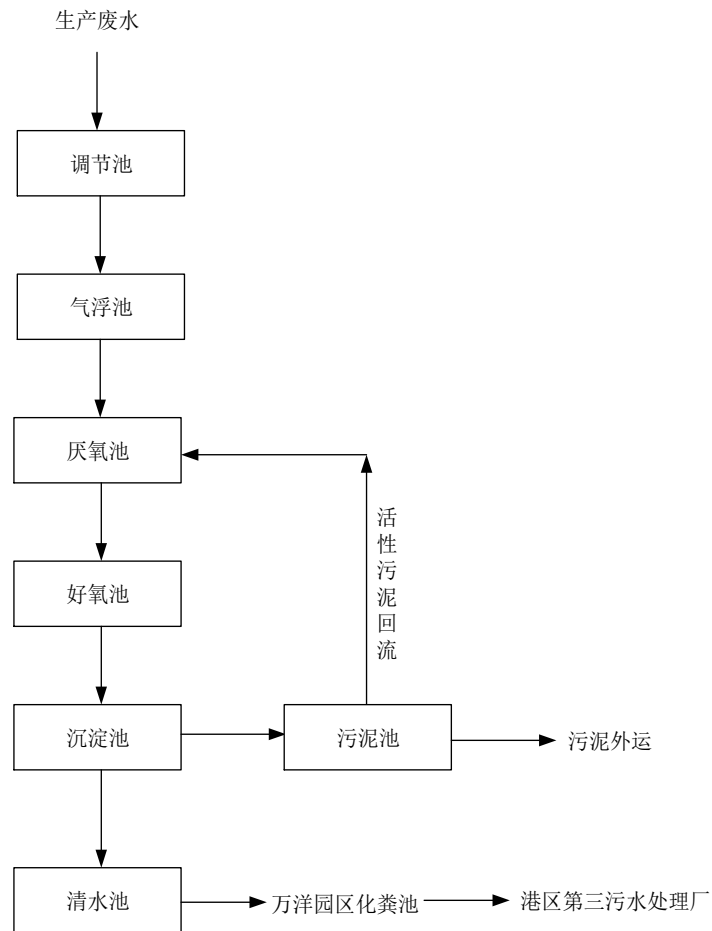 生产废水
调节池
气浮池
厌氧池
活性污泥回流
好氧池
沉淀池
污泥池
污泥外运
清水池
万洋园区化粪池
港区第三污水处理厂